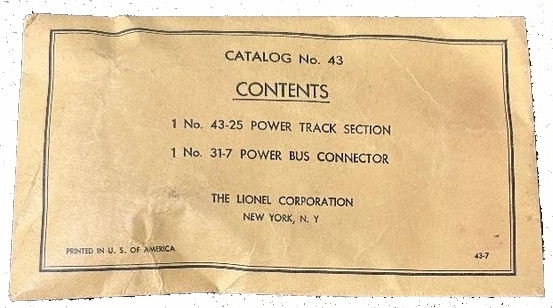 CATALOG No. 43
CONTENTS
1 No. 43-25 POWER TRACK SECTION
1 No. 31-7 POWER BUS CONNECTOR
THE LIONEL CORPORATION
NEW YORK, N. Y
PRINTED IN U. S. OF AMERICA
43-7